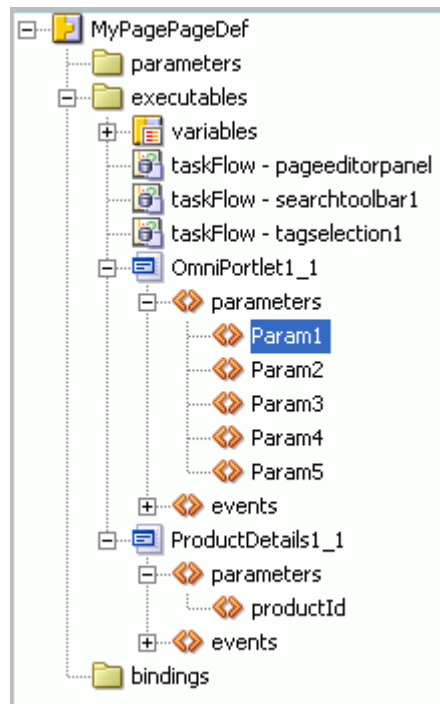 MyPagePageDef
parameters
executables
variables
taskFlow - pageeditorpanel
taskFlow - searchtoolbar1
taskFlow - tagselection1
OmniPortlet1_1
parameters
Param1
Param2
Param3
Param4
Param5
events
ProductDetails1_1
parameters
productId
events
bindings